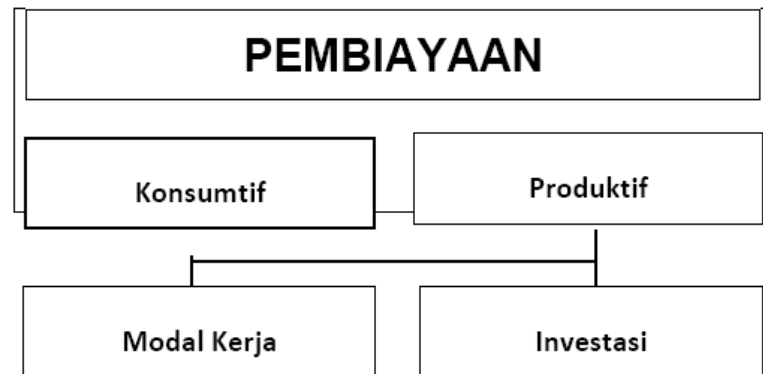 PEMBIAYAAN
Konsumtif
Produktif
Modal Kerja
Investasi